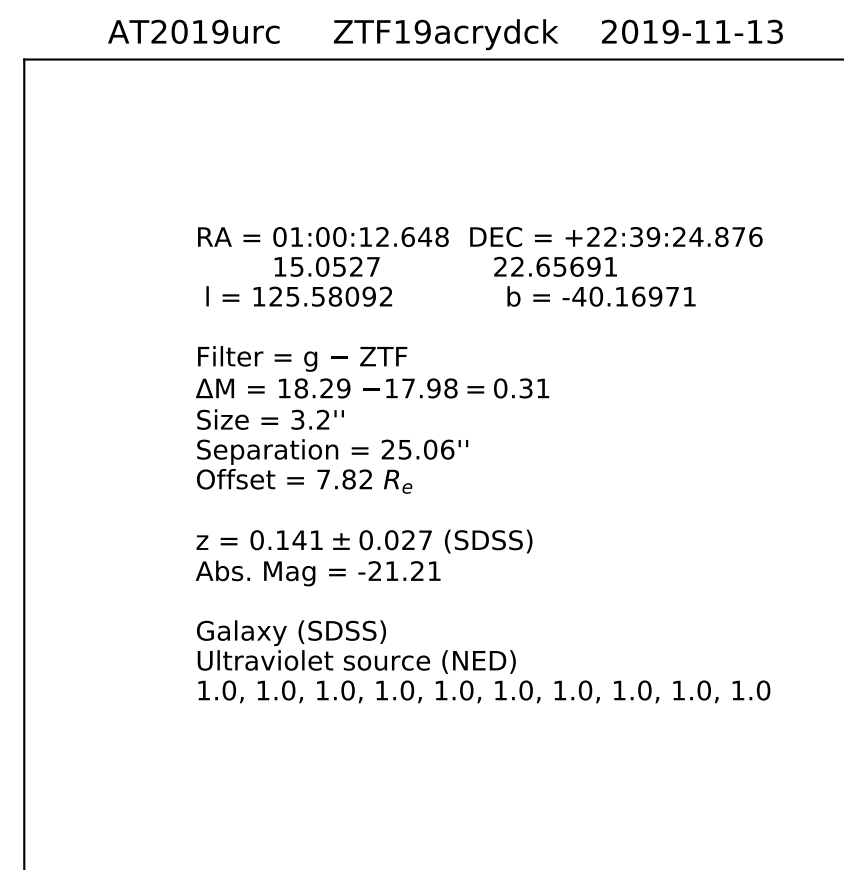 AT2019urc ZTF19acrydck 2019-11-13
RA = 01:00:12.648 DEC = +22:39:24.876
15.0527 22.65691
l = 125.58092 b = -40.16971
Filter = g − ZTF
ΔM = 18.29 −17.98 = 0.31
Size = 3.2''
Separation = 25.06''
Offset = 7.82 Rₑ
z = 0.141 ± 0.027 (SDSS)
Abs. Mag = -21.21
Galaxy (SDSS)
Ultraviolet source (NED)
1.0, 1.0, 1.0, 1.0, 1.0, 1.0, 1.0, 1.0, 1.0, 1.0